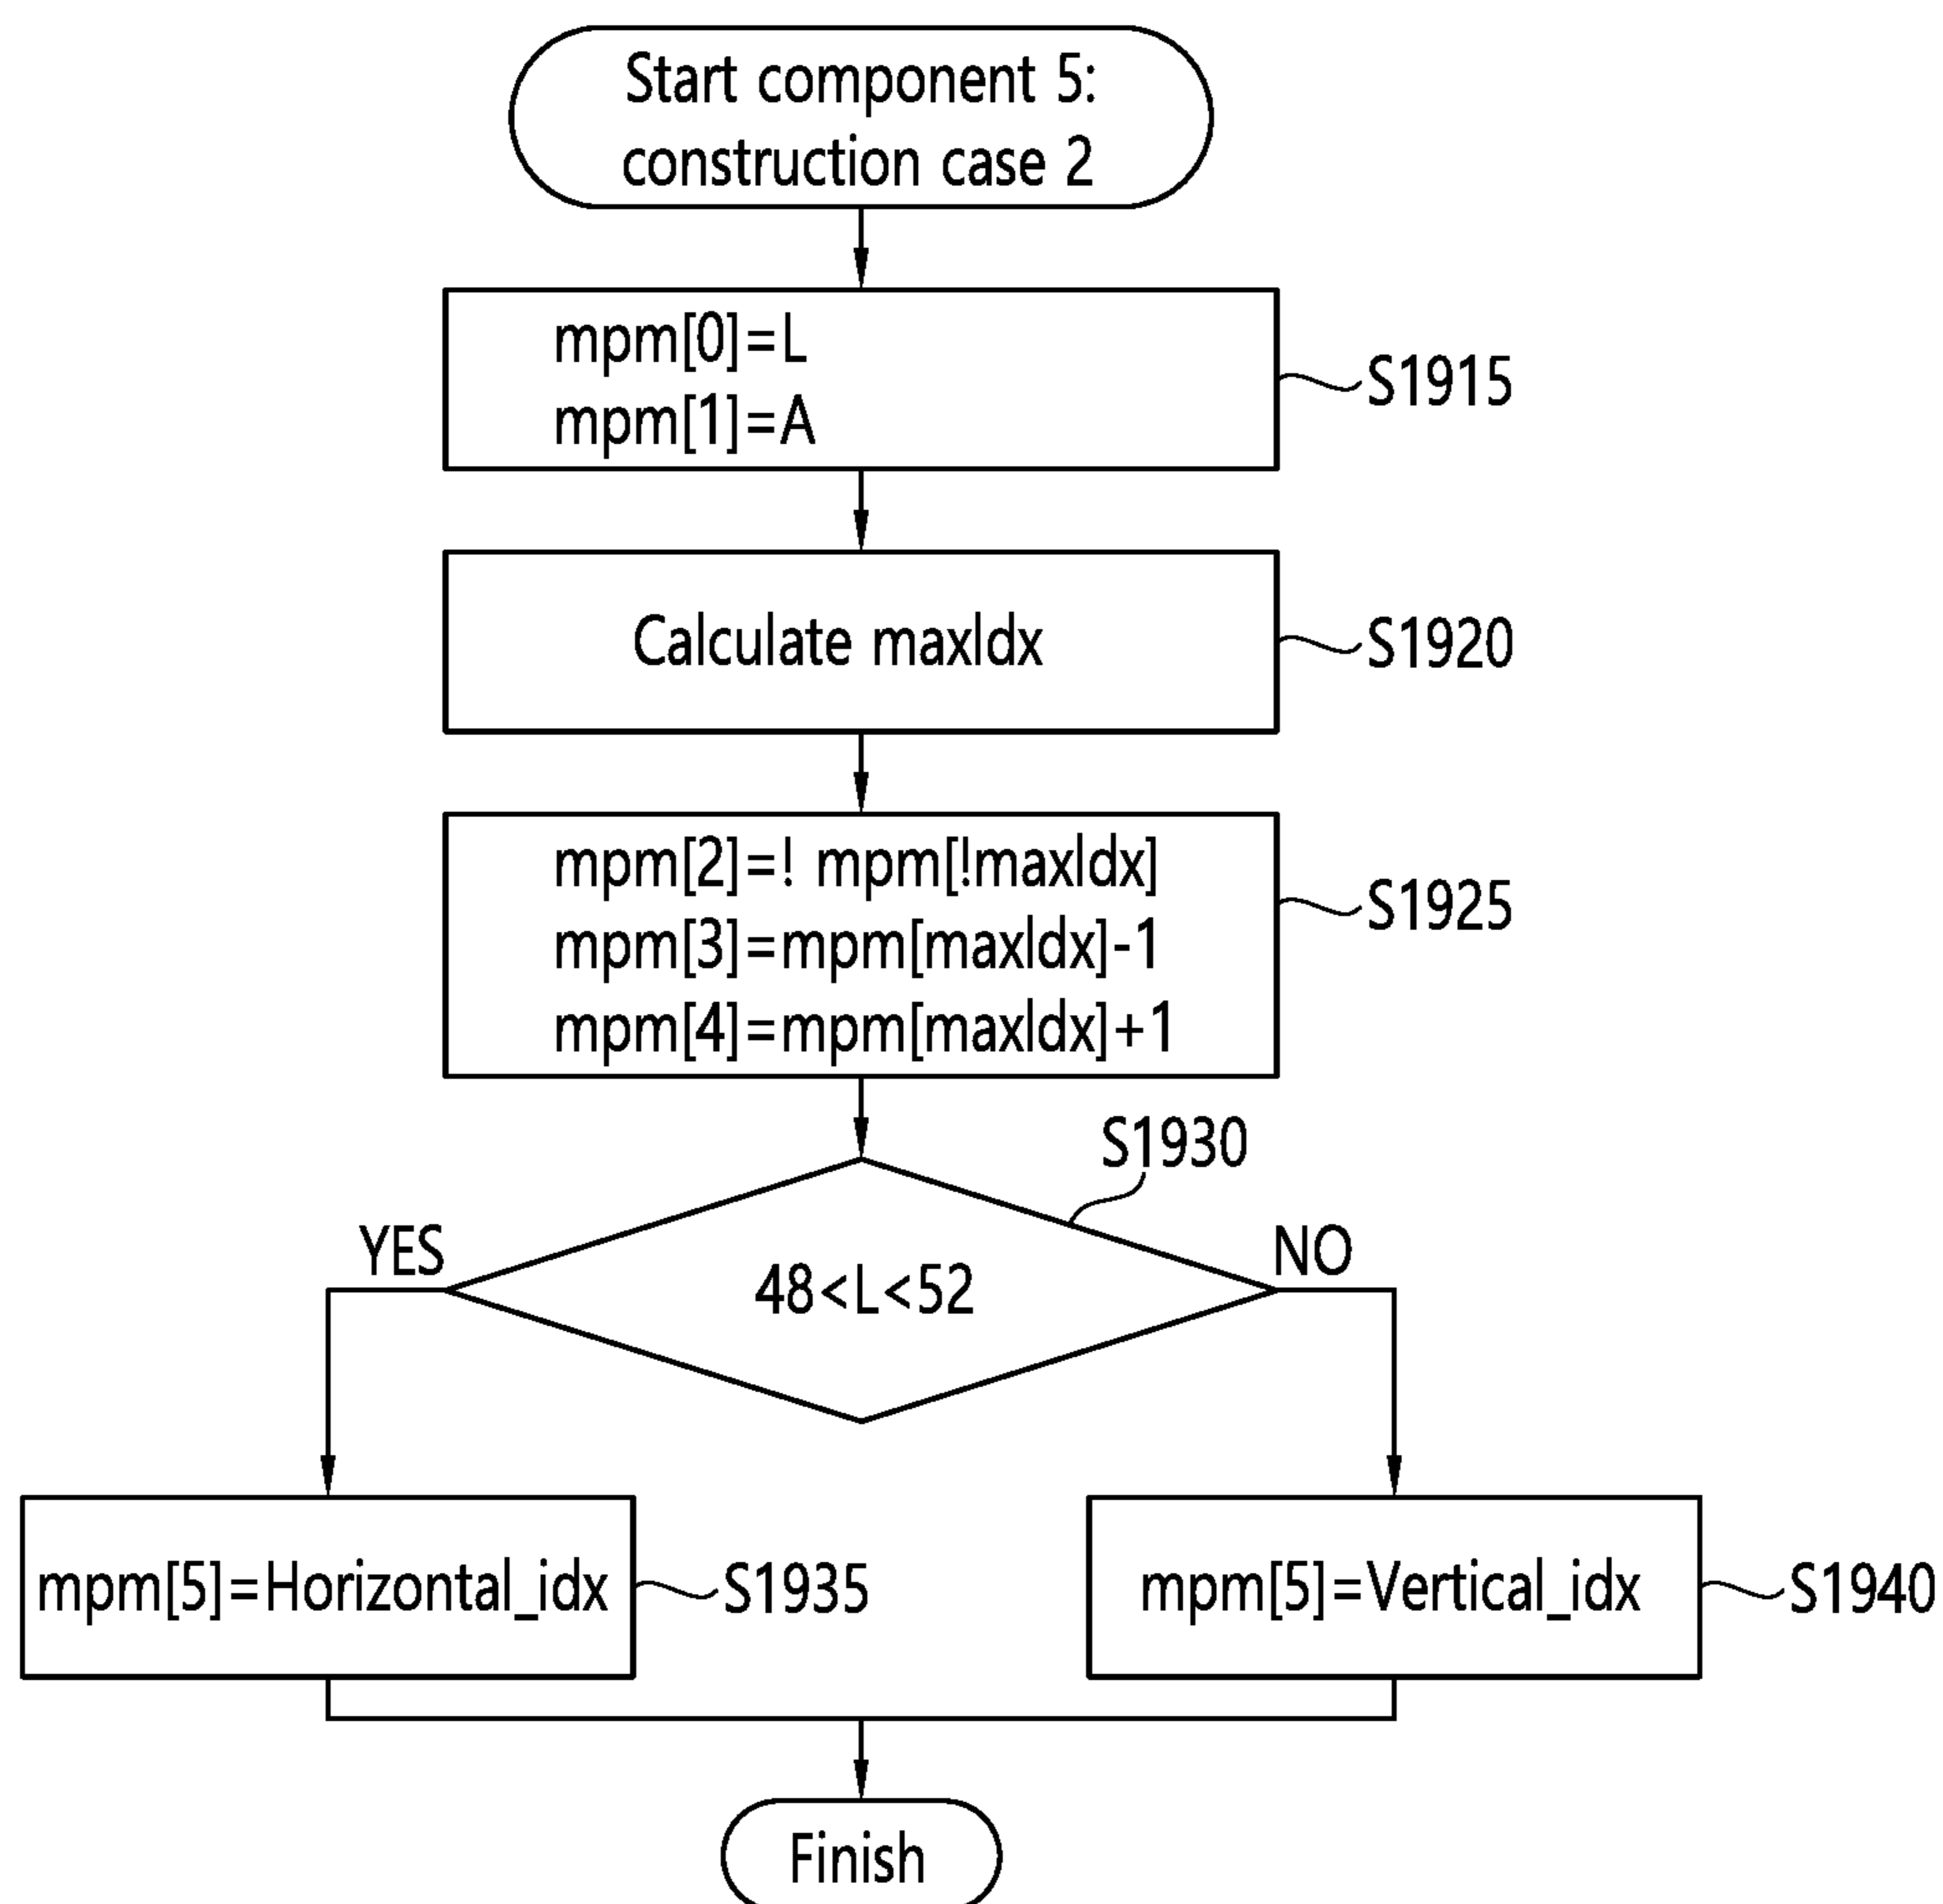 Start component 5:
construction case 2
mpm[0]=L
mpm[1]=A
S1915
Calculate maxIdx
S1920
mpm[2]=! mpm[!maxIdx]
mpm[3]=mpm[maxIdx]-1
mpm[4]=mpm[maxIdx]+1
S1925
S1930
YES
NO
48<L<52
mpm[5]=Horizontal_idx
S1935
mpm[5]=Vertical_idx
S1940
Finish